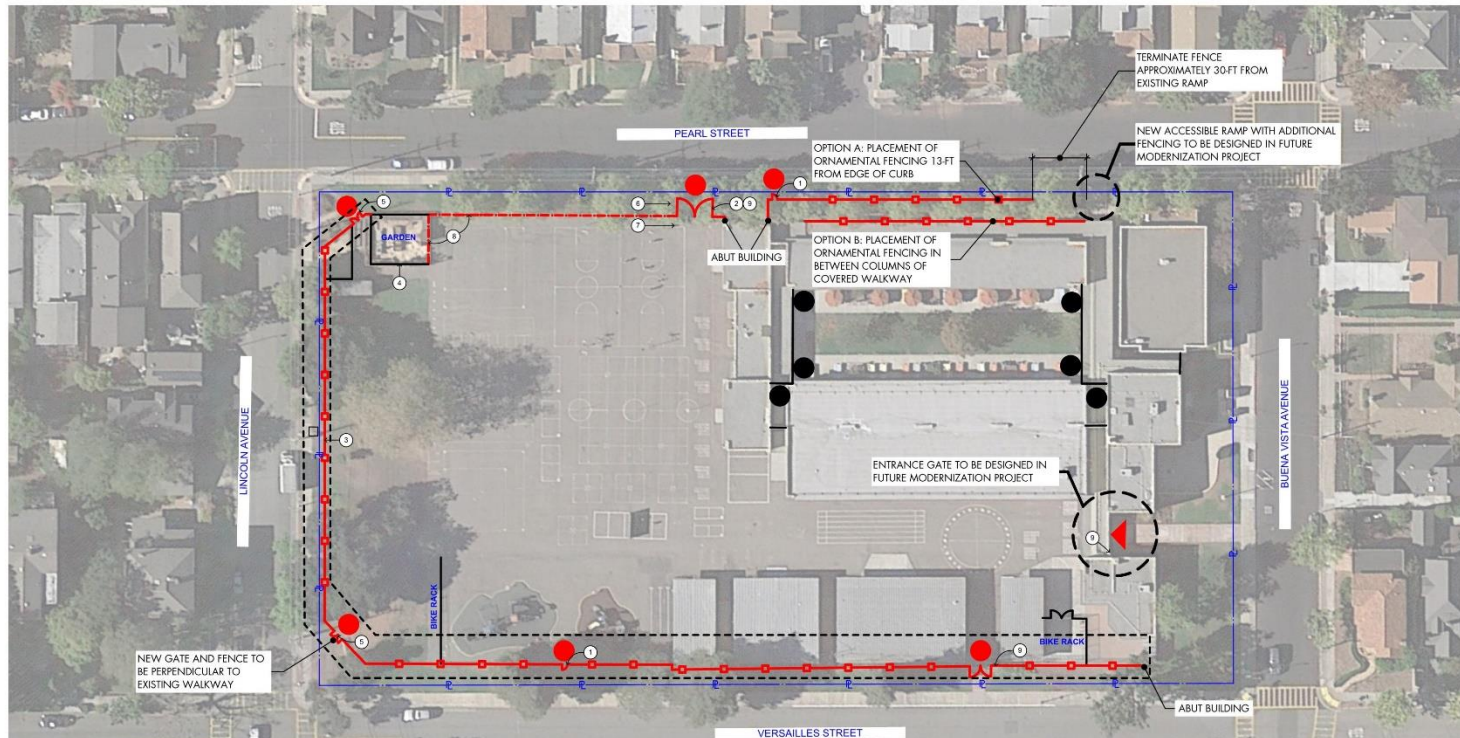 TERMINATE FENCE
APPROXIMATELY 30-FT FROM
EXISTING RAMP
PEARL STREET
OPTION A: PLACEMENT OF
ORNAMENTAL FENCING 13-FT
FROM EDGE OF CURB
NEW ACCESSIBLE RAMP WITH ADDITIONAL
FENCING TO BE DESIGNED IN FUTURE
MODERNIZATION PROJECT
5
6
2
9
1
7
8
GARDEN
4
ABUT BUILDING
OPTION B: PLACEMENT OF
ORNAMENTAL FENCING IN
BETWEEN COLUMNS OF
COVERED WALKWAY
LINCOLN AVENUE
3
BUENA VISTA AVENUE
ENTRANCE GATE TO BE DESIGNED IN
FUTURE MODERNIZATION PROJECT
9
BIKE RACK
BIKE RACK
5
1
9
NEW GATE AND FENCE TO
BE PERPENDICULAR TO
EXISTING WALKWAY
ABUT BUILDING
VERSAILLES STREET